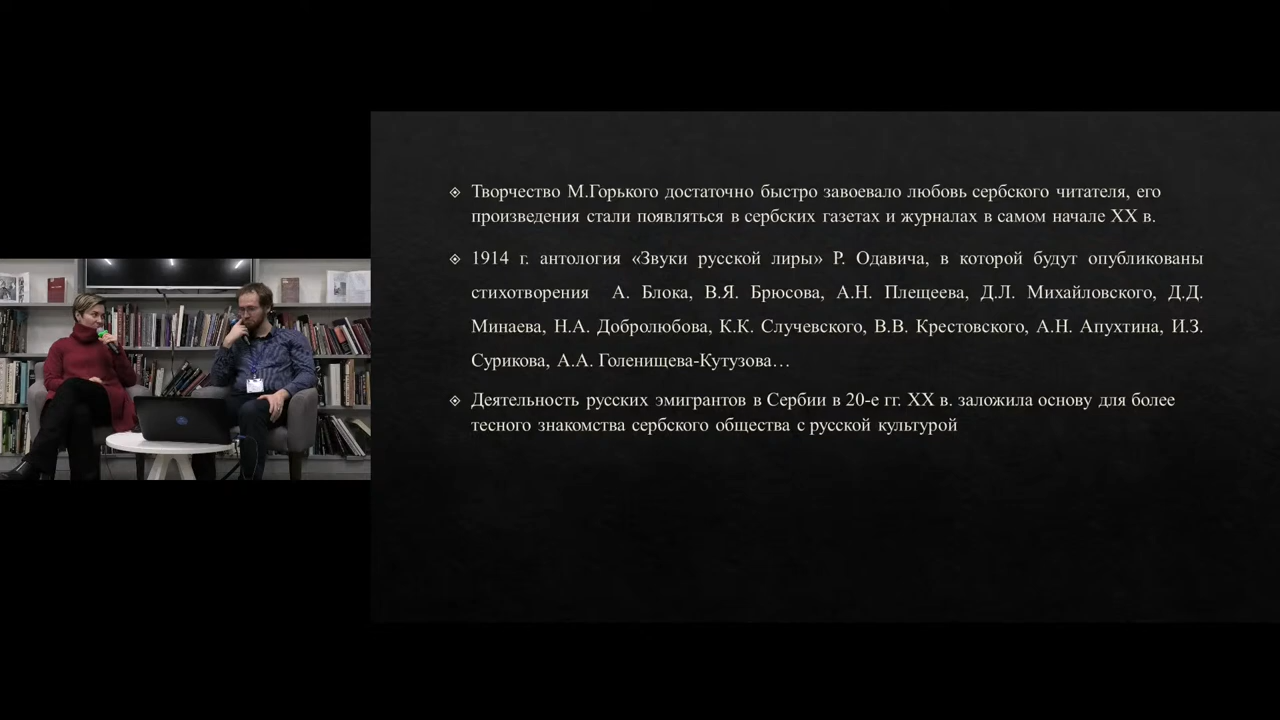 Творчество М.Горького достаточно быстро завоевало любовь сербского читателя, его
произведения стали появляться в сербских газетах и журналах в самом начале XX в.
1914 г. антология «Звуки русской лиры» Р. Одавича, в которой будут опубликованы
стихотворения А. Блока, В.Я. Брюсова, А.Н. Плещеева, Д.Л. Михайловского, Д.Д.
Минаева, Н.А. Добролюбова, К.К. Случевского, В.В. Крестовского, А.Н. Апухтина, И.З.
Сурикова, А.А. Голенищева-Кутузова…
Деятельность русских эмигрантов в Сербии в 20-е гг. XX в. заложила основу для более
тесного знакомства сербского общества с русской культурой